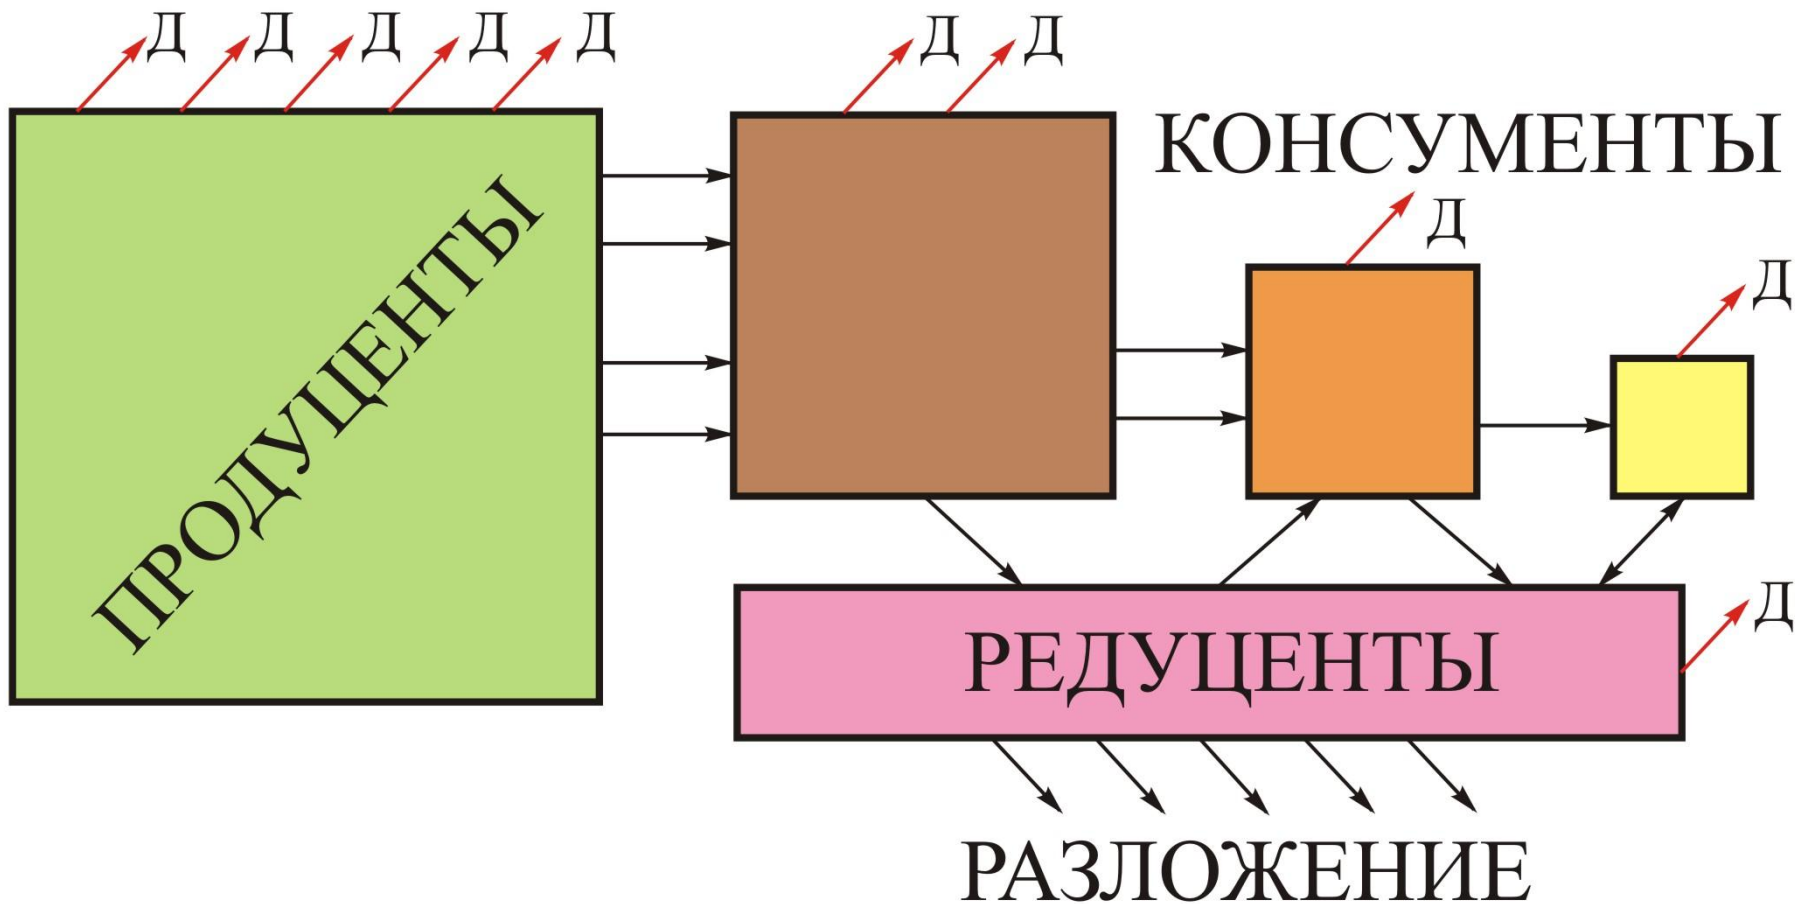 Д Д Д Д Д Д Д
КОНСУМЕНТЫ
Д
Д
ПРОДУЦЕНТЫ
Д
РЕДУЦЕНТЫ
РАЗЛОЖЕНИЕ